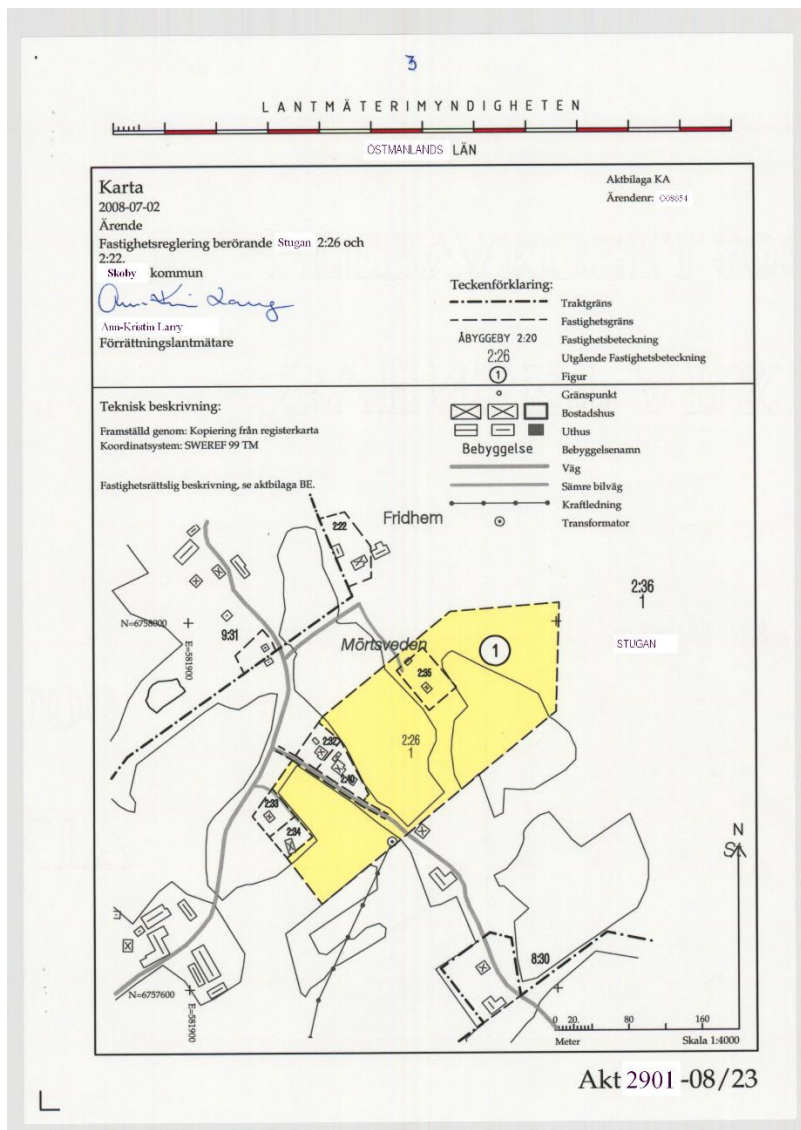 3
LANTMÄTERIMYNDIGHETEN
ÖSTMANLANDS LÄN
Karta
2008-07-02
Ärende
Fastighetsreglering berörande Stugan 2:26 och
2:22.
Skoby kommun
Ann-Kristin Larry
Förrättningslantmätare
Aktbilaga KA
Ärendenr: O08654
Teckenförklaring:
Traktgräns
Fastighetsgräns
ÅBYGGEBY 2:20 Fastighetsbeteckning
2:26 Utgående Fastighetsbeteckning
1 Figur
Gränspunkt
Bostadshus
Uthus
Bebyggelse Bebyggelsenamn
Väg
Sämre bilväg
Kraftledning
Transformator
Teknisk beskrivning:
Framställd genom: Kopiering från registerkarta
Koordinatsystem: SWEREF 99 TM
Fastighetsrättslig beskrivning, se aktbilaga BE.
Fridhem
2:22
2:36
1
N=6758000
9:31
E=581900
Mörtsveden
1
STUGAN
2:35
2:26
1
2:37
2:40
2:33
2:34
N
8:30
N=6757600
E=581900
0 20. 80 160
Meter Skala 1:4000
Akt 2901-08/23